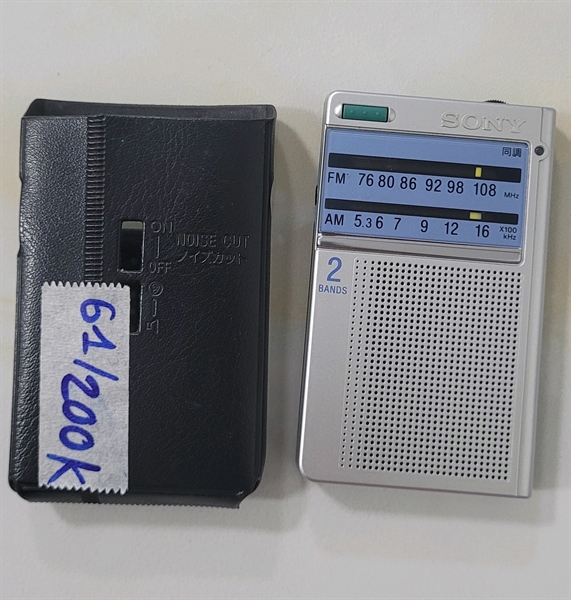 ON
NOISE CUT
OFF
ノイズカット
61/200K
SONY
同調
FM 76 80 86 92 98 108 MHz
AM 5.3 6 7 9 12 16 X100 kHz
2
BANDS